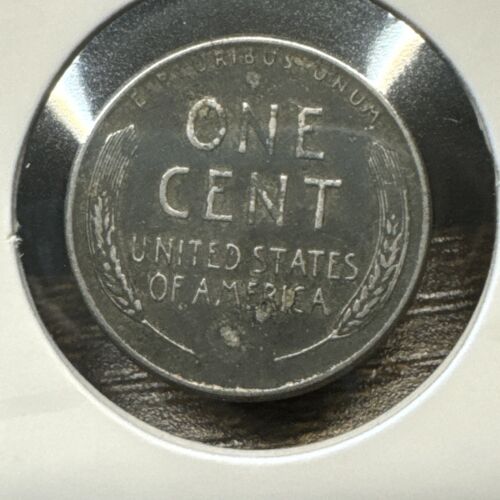 E · PLURIBUS · UNUM
ONE
CENT
UNITED STATES
OF AMERICA